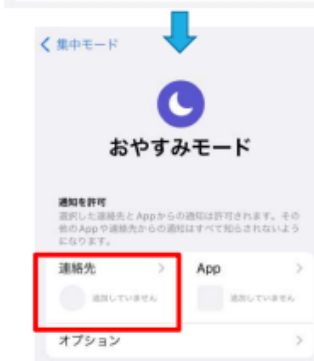 集中モード
おやすみモード
通知を許可
選択した連絡先とAppからの通知は許可されます。その
他のAppや連絡先からの通知はすべて知らされないよう
になります。
連絡先
App
追加していません
追加していません
オプション